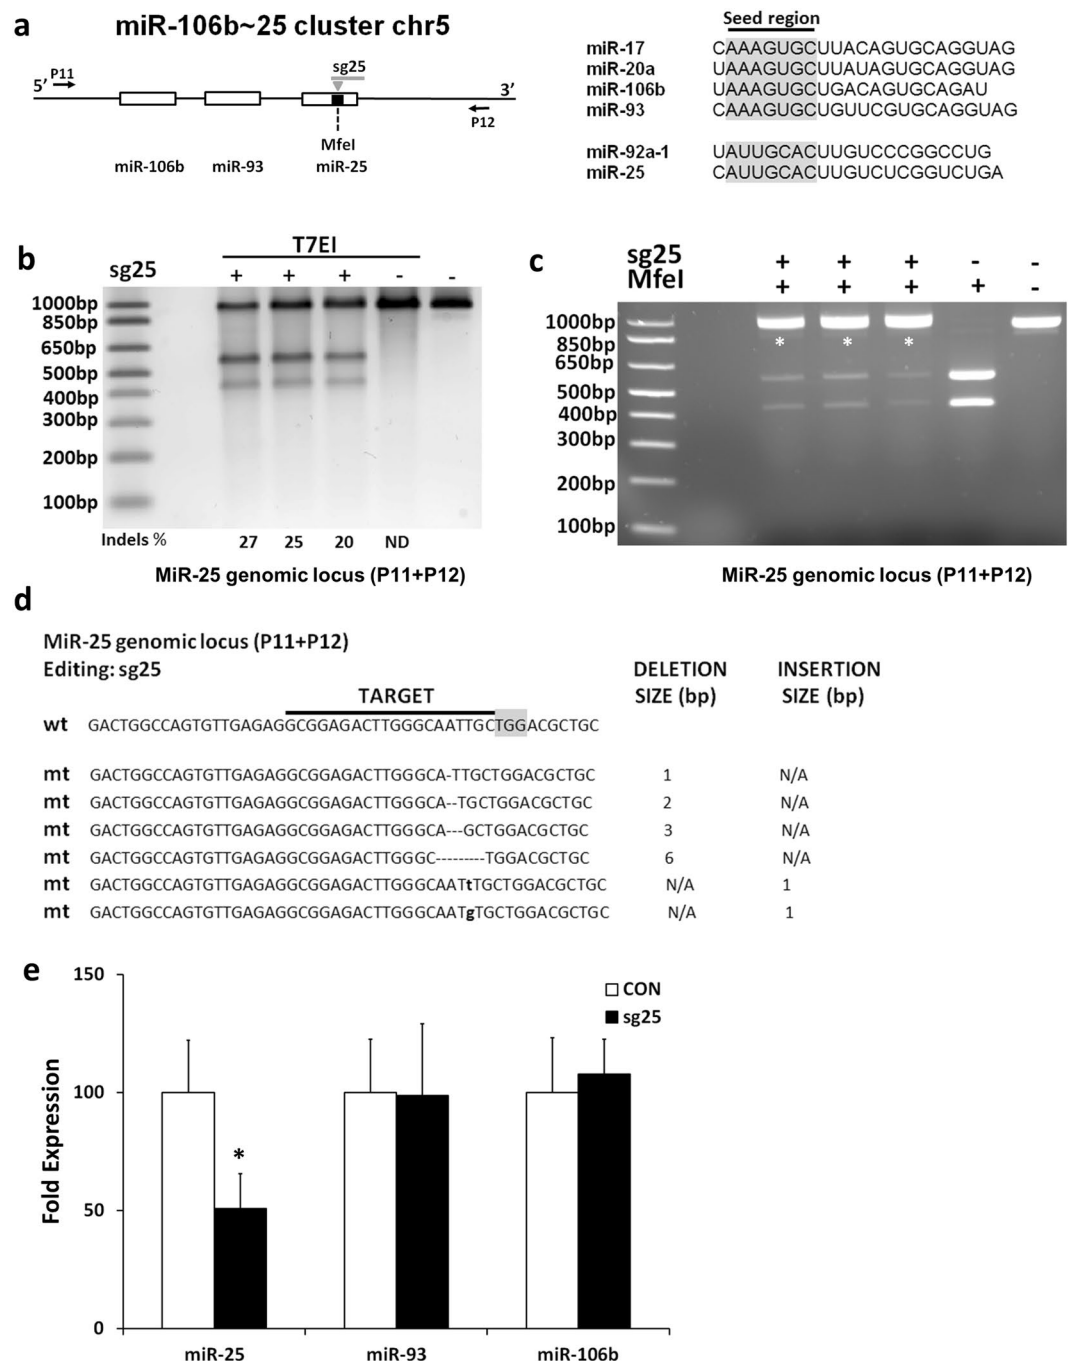 a
miR-106b~25 cluster chr5
5’ P11 sg25 3’
P12
MfeI
miR-106b miR-93 miR-25
Seed region
miR-17 CAAAGUGCUUACAGUGCAGGUAG
miR-20a UAAAGUGCUUAUAGUGCAGGUAG
miR-106b UAAAGUGCUGACAGUGCAGAU
miR-93 CAAAGUGCUGUUCGUGCAGGUAG
miR-92a-1 UAUUGCACUUGUCCCGGCCUG
miR-25 CAUUGCACUUGUCUCGGUCUGA
b
T7EI
sg25 + + + - -
1000bp
850bp
650bp
500bp
400bp
300bp
200bp
100bp
Indels % 27 25 20 ND
MiR-25 genomic locus (P11+P12)
c
sg25 + + + - -
MfeI + + + + -
1000bp
850bp * * *
650bp
500bp
400bp
300bp
200bp
100bp
MiR-25 genomic locus (P11+P12)
d
MiR-25 genomic locus (P11+P12)
Editing: sg25
DELETION SIZE (bp)
INSERTION SIZE (bp)
TARGET
wt GACTGGCCAGTGTTGAGAGGCGGAGACTTGGGCAATTGCTGGACGCTGC
mt GACTGGCCAGTGTTGAGAGGCGGAGACTTGGGCA-TTGCTGGACGCTGC 1 N/A
mt GACTGGCCAGTGTTGAGAGGCGGAGACTTGGGCA--TGCTGGACGCTGC 2 N/A
mt GACTGGCCAGTGTTGAGAGGCGGAGACTTGGGCA---GCTGGACGCTGC 3 N/A
mt GACTGGCCAGTGTTGAGAGGCGGAGACTTGGGC---------TGGACGCTGC 6 N/A
mt GACTGGCCAGTGTTGAGAGGCGGAGACTTGGGCAATtTGCTGGACGCTGC N/A 1
mt GACTGGCCAGTGTTGAGAGGCGGAGACTTGGGCAATgTGCTGGACGCTGC N/A 1
e
Fold Expression
150
100
50
0
CON
sg25
*
miR-25 miR-93 miR-106b